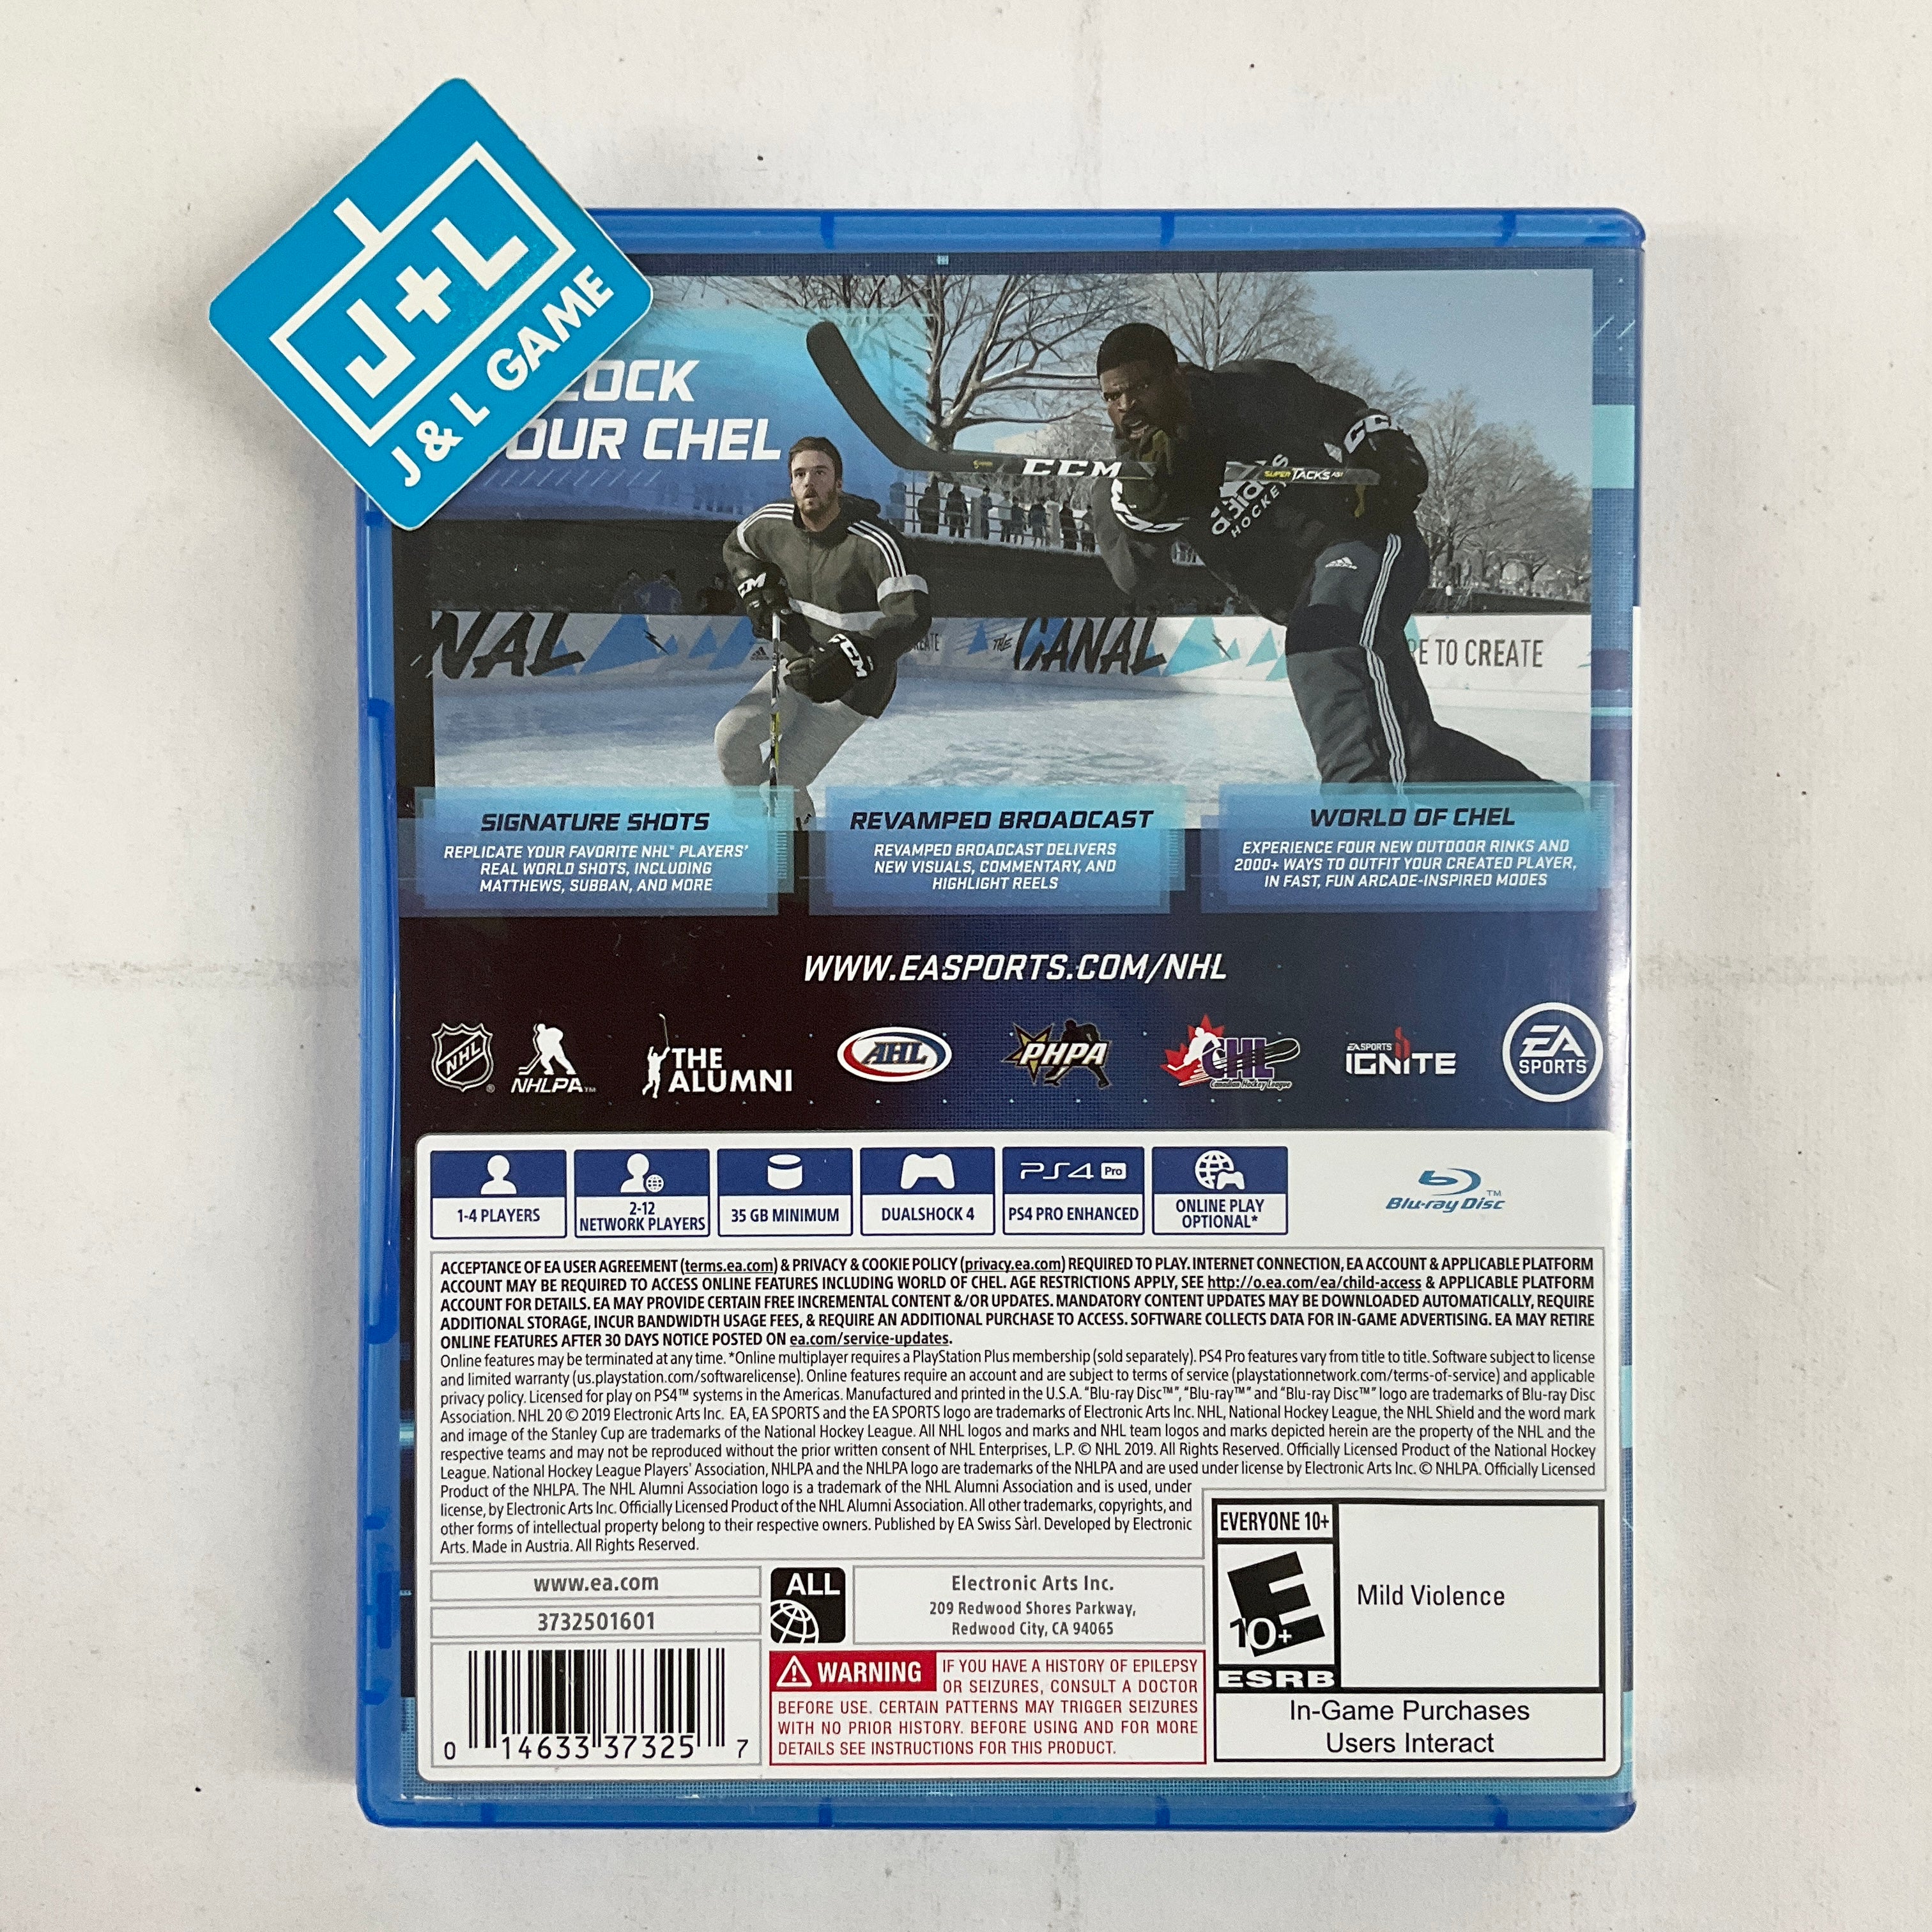 J+L
J & L GAME
OUR CHEL
CCM
SUPER TACKS AS1
CCM
adidas
HOCKEY
CCM
CCM
NAL
THE CANAL
RE TO CREATE
SIGNATURE SHOTS
REPLICATE YOUR FAVORITE NHL® PLAYERS'
REAL WORLD SHOTS, INCLUDING
MATTHEWS, SUBBAN, AND MORE
REVAMPED BROADCAST
REVAMPED BROADCAST DELIVERS
NEW VISUALS, COMMENTARY, AND
HIGHLIGHT REELS
WORLD OF CHEL
EXPERIENCE FOUR NEW OUTDOOR RINKS AND
2000+ WAYS TO OUTFIT YOUR CREATED PLAYER,
IN FAST, FUN ARCADE-INSPIRED MODES
WWW.EASPORTS.COM/NHL
NHL®
NHLPA™
THE
ALUMNI
AHL
PHPA
CHL
Canadian Hockey League
EA SPORTS
IGNITE
EA
SPORTS™
1-4 PLAYERS
2-12
NETWORK PLAYERS
35 GB MINIMUM
DUALSHOCK 4
PS4 Pro
PS4 PRO ENHANCED
ONLINE PLAY
OPTIONAL*
Blu-ray Disc™
ACCEPTANCE OF EA USER AGREEMENT (terms.ea.com) & PRIVACY & COOKIE POLICY (privacy.ea.com) REQUIRED TO PLAY. INTERNET CONNECTION, EA ACCOUNT & APPLICABLE PLATFORM
ACCOUNT MAY BE REQUIRED TO ACCESS ONLINE FEATURES INCLUDING WORLD OF CHEL. AGE RESTRICTIONS APPLY, SEE http://o.ea.com/ea/child-access & APPLICABLE PLATFORM
ACCOUNT FOR DETAILS. EA MAY PROVIDE CERTAIN FREE INCREMENTAL CONTENT &/OR UPDATES. MANDATORY CONTENT UPDATES MAY BE DOWNLOADED AUTOMATICALLY, REQUIRE
ADDITIONAL STORAGE, INCUR BANDWIDTH USAGE FEES, & REQUIRE AN ADDITIONAL PURCHASE TO ACCESS. SOFTWARE COLLECTS DATA FOR IN-GAME ADVERTISING. EA MAY RETIRE
ONLINE FEATURES AFTER 30 DAYS NOTICE POSTED ON ea.com/service-updates.
Online features may be terminated at any time. *Online multiplayer requires a PlayStation Plus membership (sold separately). PS4 Pro features vary from title to title. Software subject to license
and limited warranty (us.playstation.com/softwarelicense). Online features require an account and are subject to terms of service (playstationnetwork.com/terms-of-service) and applicable
privacy policy. Licensed for play on PS4™ systems in the Americas. Manufactured and printed in the U.S.A. "Blu-ray Disc™", "Blu-ray™" and "Blu-ray Disc™" logo are trademarks of Blu-ray Disc
Association. NHL 20 © 2019 Electronic Arts Inc. EA, EA SPORTS and the EA SPORTS logo are trademarks of Electronic Arts Inc. NHL, National Hockey League, the NHL Shield and the word mark
and image of the Stanley Cup are trademarks of the National Hockey League. All NHL logos and marks and NHL team logos and marks depicted herein are the property of the NHL and the
respective teams and may not be reproduced without the prior written consent of NHL Enterprises, L.P. © NHL 2019. All Rights Reserved. Officially Licensed Product of the National Hockey
League. National Hockey League Players' Association, NHLPA and the NHLPA logo are trademarks of the NHLPA and are used under license by Electronic Arts Inc. © NHLPA. Officially Licensed
Product of the NHLPA. The NHL Alumni Association logo is a trademark of the NHL Alumni Association and is used, under
license, by Electronic Arts Inc. Officially Licensed Product of the NHL Alumni Association. All other trademarks, copyrights, and
other forms of intellectual property belong to their respective owners. Published by EA Swiss Sàrl. Developed by Electronic
Arts. Made in Austria. All Rights Reserved.
www.ea.com
3732501601
0 14633 37325 7
ALL
Electronic Arts Inc.
209 Redwood Shores Parkway,
Redwood City, CA 94065
WARNING IF YOU HAVE A HISTORY OF EPILEPSY
OR SEIZURES, CONSULT A DOCTOR
BEFORE USE. CERTAIN PATTERNS MAY TRIGGER SEIZURES
WITH NO PRIOR HISTORY. BEFORE USING AND FOR MORE
DETAILS SEE INSTRUCTIONS FOR THIS PRODUCT.
EVERYONE 10+
E
10+
ESRB
Mild Violence
In-Game Purchases
Users Interact